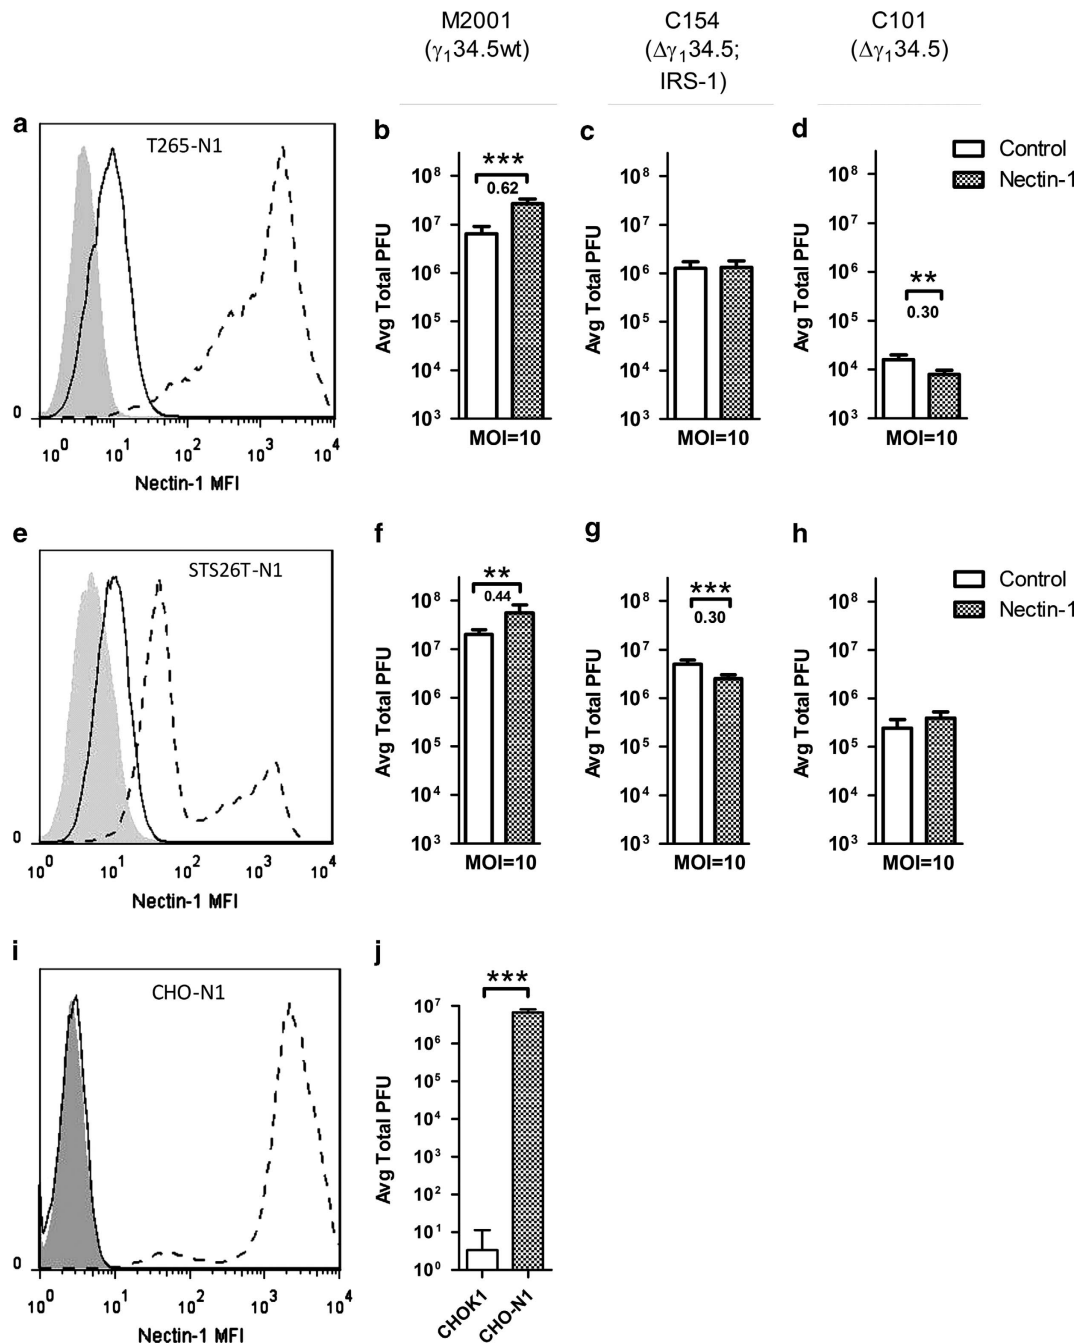 M2001
(γ₁34.5wt)
C154
(Δγ₁34.5;
IRS-1)
C101
(Δγ₁34.5)
a
T265-N1
0
10⁰ 10¹ 10² 10³ 10⁴
Nectin-1 MFI
b
Avg Total PFU
10⁸
10⁷
10⁶
10⁵
10⁴
10³
***
0.62
MOI=10
c
Avg Total PFU
10⁸
10⁷
10⁶
10⁵
10⁴
10³
MOI=10
d
Avg Total PFU
10⁸
10⁷
10⁶
10⁵
10⁴
10³
**
0.30
MOI=10
Control
Nectin-1
e
STS26T-N1
0
10⁰ 10¹ 10² 10³ 10⁴
Nectin-1 MFI
f
Avg Total PFU
10⁸
10⁷
10⁶
10⁵
10⁴
10³
**
0.44
MOI=10
g
Avg Total PFU
10⁸
10⁷
10⁶
10⁵
10⁴
10³
***
0.30
MOI=10
h
Avg Total PFU
10⁸
10⁷
10⁶
10⁵
10⁴
10³
MOI=10
Control
Nectin-1
i
CHO-N1
0
10⁰ 10¹ 10² 10³ 10⁴
Nectin-1 MFI
j
Avg Total PFU
10⁷
10⁶
10⁵
10⁴
10³
10²
10¹
10⁰
***
CHOK1
CHO-N1